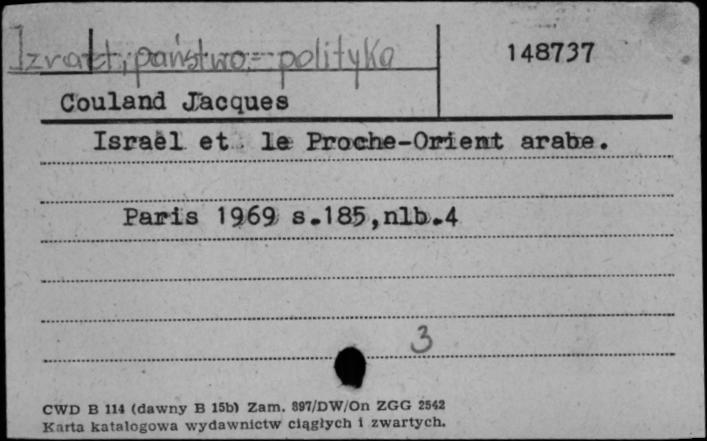 Izrael; państwo - polityka
148737
Couland Jacques
Israël et le Proche-Orient arabe.
Paris 1969 s.185,nlb.4
3
CWD B 114 (dawny B 15b) Zam. 897/DW/On ZGG 2542
Karta katalogowa wydawnictw ciągłych i zwartych.